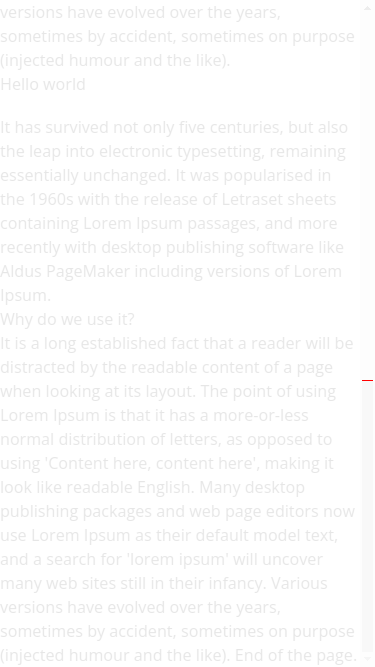 versions have evolved over the years,
sometimes by accident, sometimes on purpose
(injected humour and the like).
Hello world
It has survived not only five centuries, but also
the leap into electronic typesetting, remaining
essentially unchanged. It was popularised in
the 1960s with the release of Letraset sheets
containing Lorem Ipsum passages, and more
recently with desktop publishing software like
Aldus PageMaker including versions of Lorem
Ipsum.
Why do we use it?
It is a long established fact that a reader will be
distracted by the readable content of a page
when looking at its layout. The point of using
Lorem Ipsum is that it has a more-or-less
normal distribution of letters, as opposed to
using 'Content here, content here', making it
look like readable English. Many desktop
publishing packages and web page editors now
use Lorem Ipsum as their default model text,
and a search for 'lorem ipsum' will uncover
many web sites still in their infancy. Various
versions have evolved over the years,
sometimes by accident, sometimes on purpose
(injected humour and the like). End of the page.